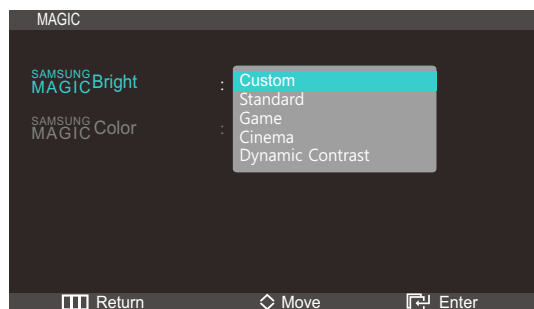 MAGIC
SAMSUNG
MAGIC Bright : Custom
Standard
Game
SAMSUNG
MAGIC Color :
Cinema
Dynamic Contrast
Return Move Enter